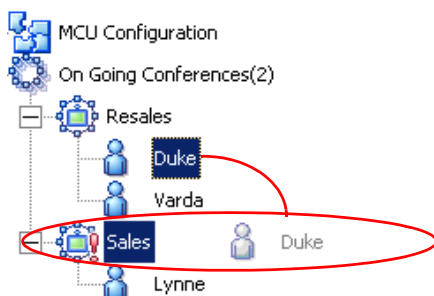 MCU Configuration
On Going Conferences(2)
Resales
Duke
Varda
Sales Duke
Lynne